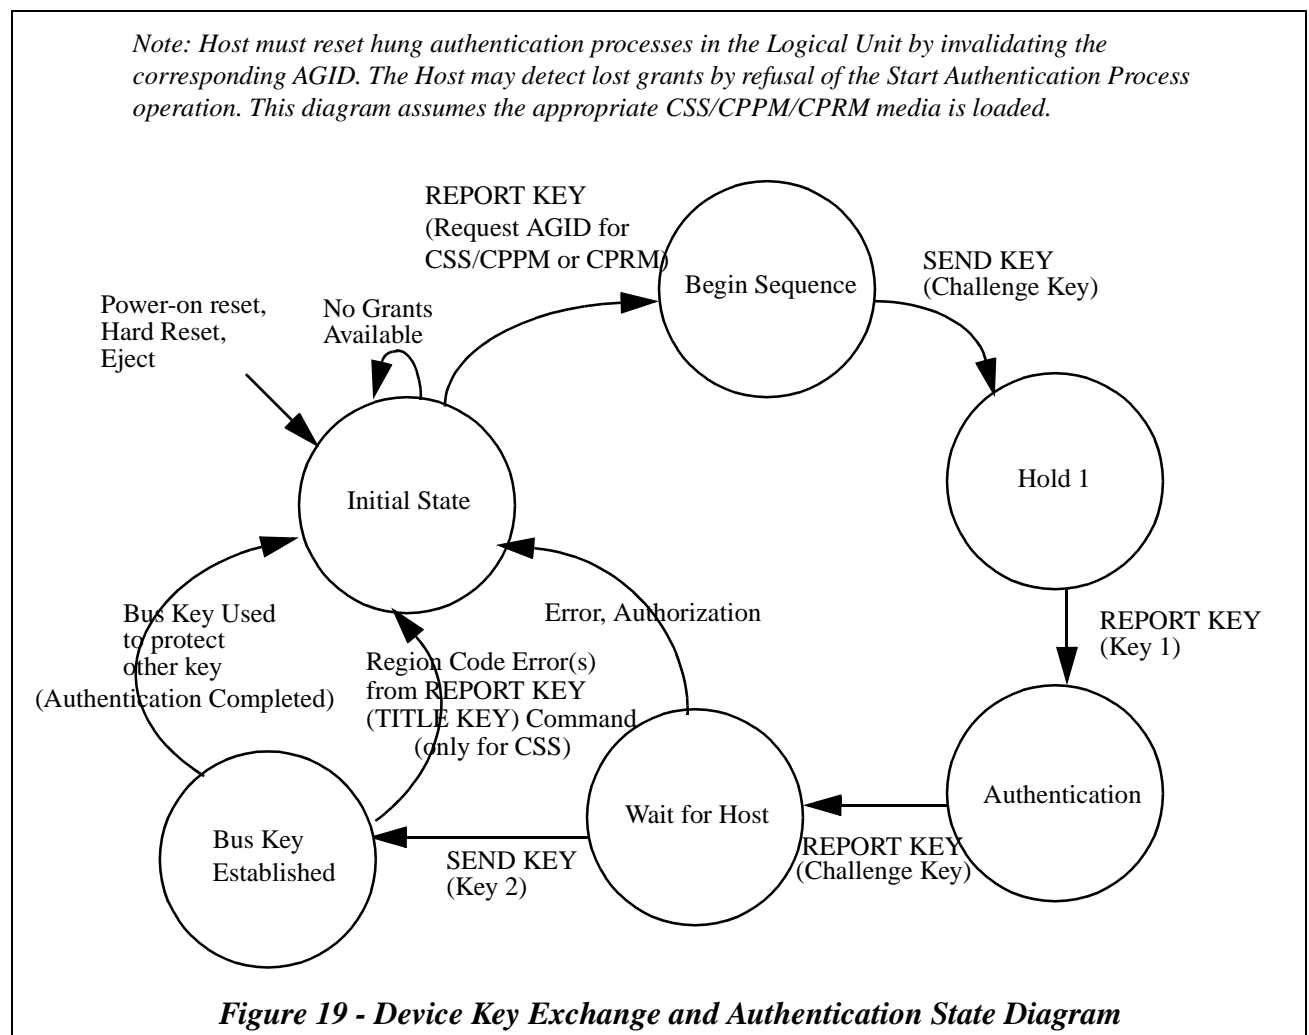 Note: Host must reset hung authentication processes in the Logical Unit by invalidating the
corresponding AGID. The Host may detect lost grants by refusal of the Start Authentication Process
operation. This diagram assumes the appropriate CSS/CPPM/CPRM media is loaded.
REPORT KEY
(Request AGID for
CSS/CPPM or CPRM)
Begin Sequence
SEND KEY
(Challenge Key)
Power-on reset,
Hard Reset,
Eject
No Grants
Available
Hold 1
Initial State
REPORT KEY
(Key 1)
Error, Authorization
Bus Key Used
to protect
other key
(Authentication Completed)
Region Code Error(s)
from REPORT KEY
(TITLE KEY) Command
(only for CSS)
Authentication
Wait for Host
REPORT KEY
(Challenge Key)
Bus Key
Established
SEND KEY
(Key 2)
Figure 19 - Device Key Exchange and Authentication State Diagram